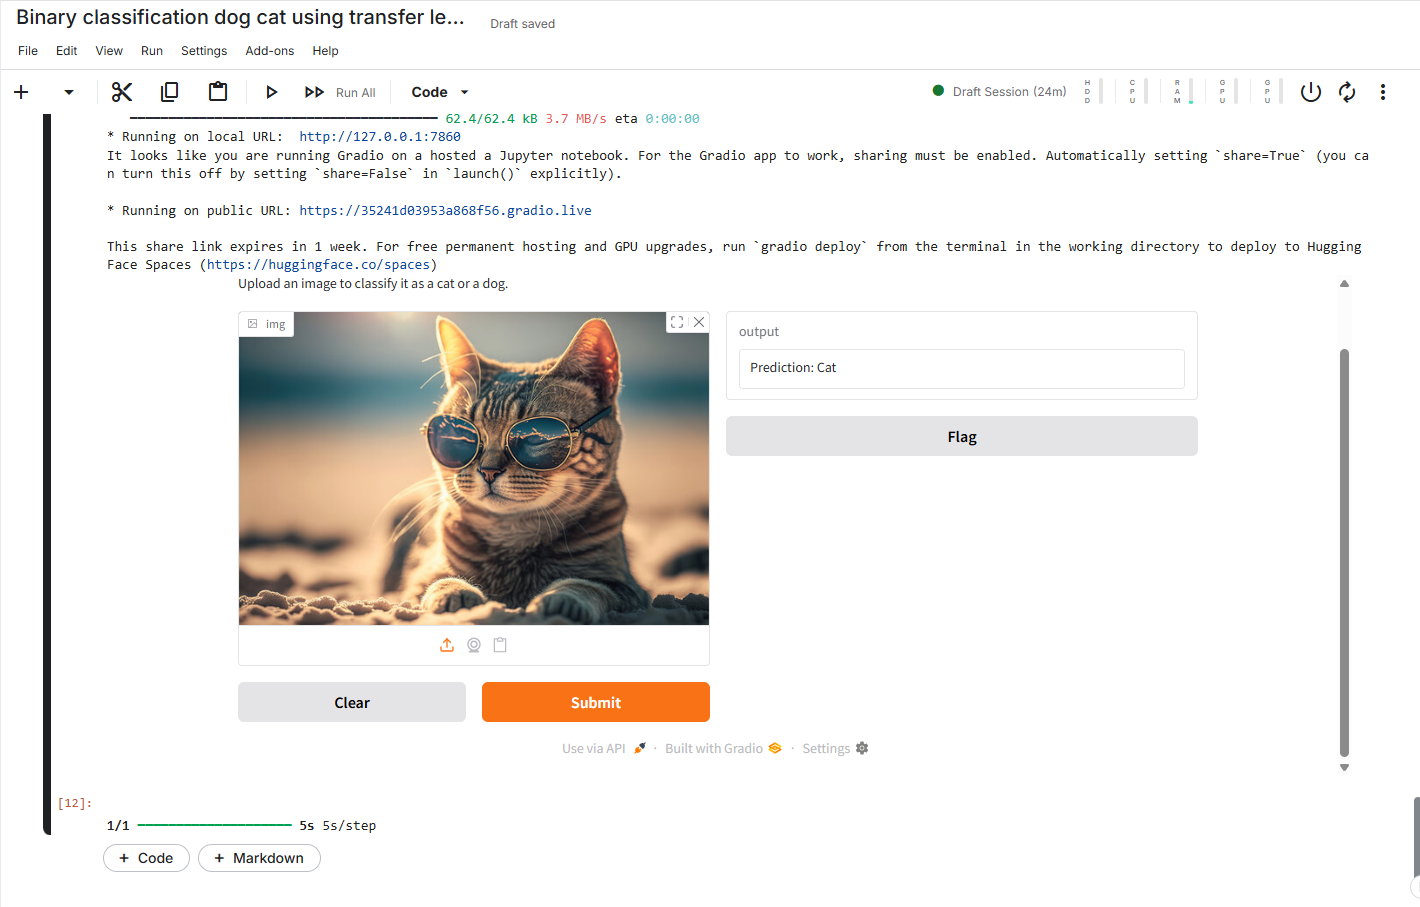 Binary classification dog cat using transfer le...
Draft saved
File Edit View Run Settings Add-ons Help
Run All
Code
Draft Session (24m)
HDD
CPU
RAM
GPU
GPU
62.4/62.4 kB 3.7 MB/s eta 0:00:00
* Running on local URL:  http://127.0.0.1:7860
It looks like you are running Gradio on a hosted a Jupyter notebook. For the Gradio app to work, sharing must be enabled. Automatically setting `share=True` (you ca
n turn this off by setting `share=False` in `launch()` explicitly).
* Running on public URL: https://35241d03953a868f56.gradio.live
This share link expires in 1 week. For free permanent hosting and GPU upgrades, run `gradio deploy` from the terminal in the working directory to deploy to Hugging
Face Spaces (https://huggingface.co/spaces)
Upload an image to classify it as a cat or a dog.
img
output
Prediction: Cat
Flag
Clear
Submit
Use via API · Built with Gradio · Settings
[12]:
1/1 5s 5s/step
+ Code
+ Markdown